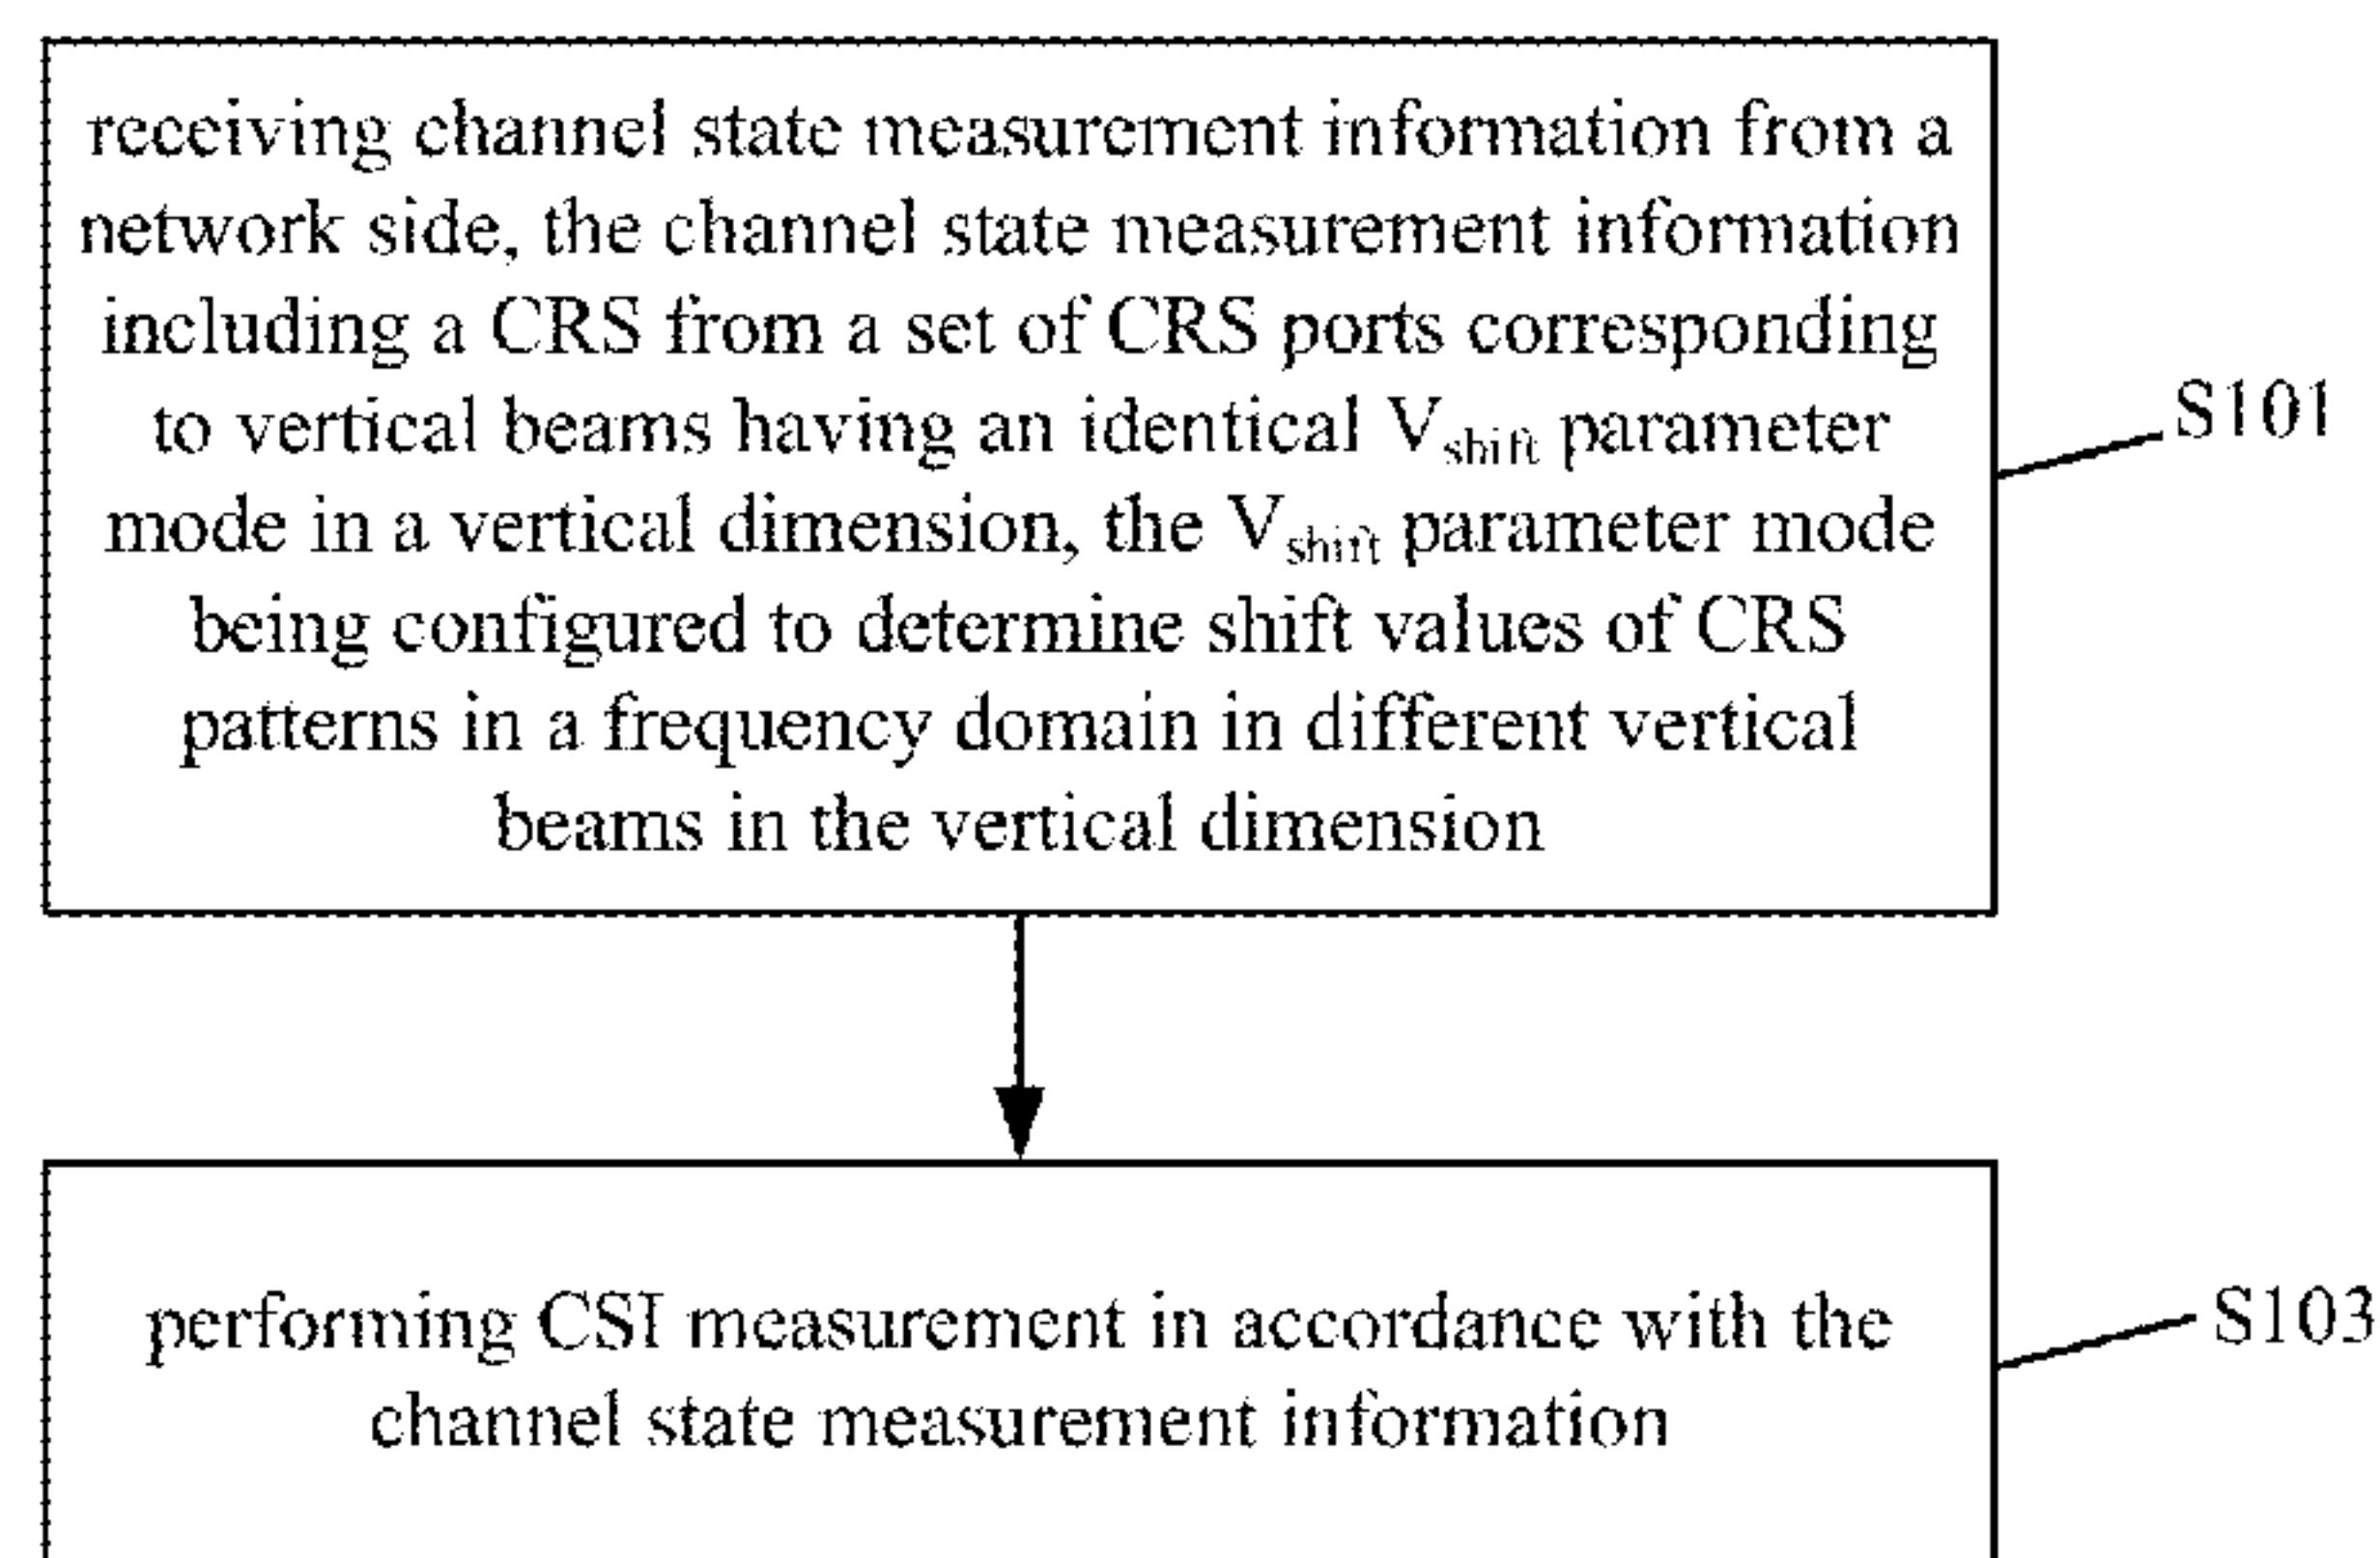 receiving channel state measurement information from a
network side, the channel state measurement information
including a CRS from a set of CRS ports corresponding
to vertical beams having an identical Vshift parameter
mode in a vertical dimension, the Vshift parameter mode
being configured to determine shift values of CRS
patterns in a frequency domain in different vertical
beams in the vertical dimension
S101
performing CSI measurement in accordance with the
channel state measurement information
S103